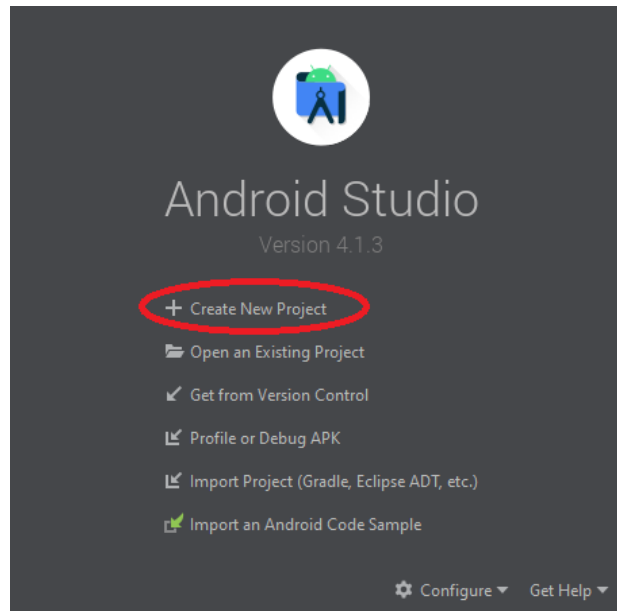 Android Studio
Version 4.1.3
Create New Project
Open an Existing Project
Get from Version Control
Profile or Debug APK
Import Project (Gradle, Eclipse ADT, etc.)
Import an Android Code Sample
Configure Get Help